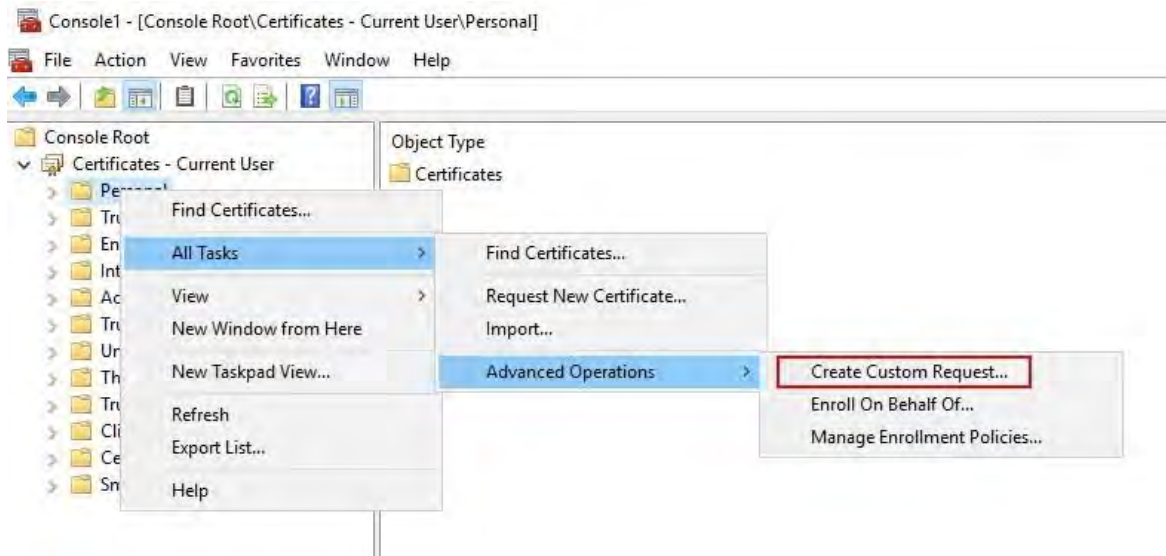 Console1 - [Console Root\Certificates - Current User\Personal]
File Action View Favorites Window Help
Console Root
Certificates - Current User
Object Type
Certificates
Find Certificates...
All Tasks
View
New Window from Here
New Taskpad View...
Refresh
Export List...
Help
Find Certificates...
Request New Certificate...
Import...
Advanced Operations
Create Custom Request...
Enroll On Behalf Of...
Manage Enrollment Policies...